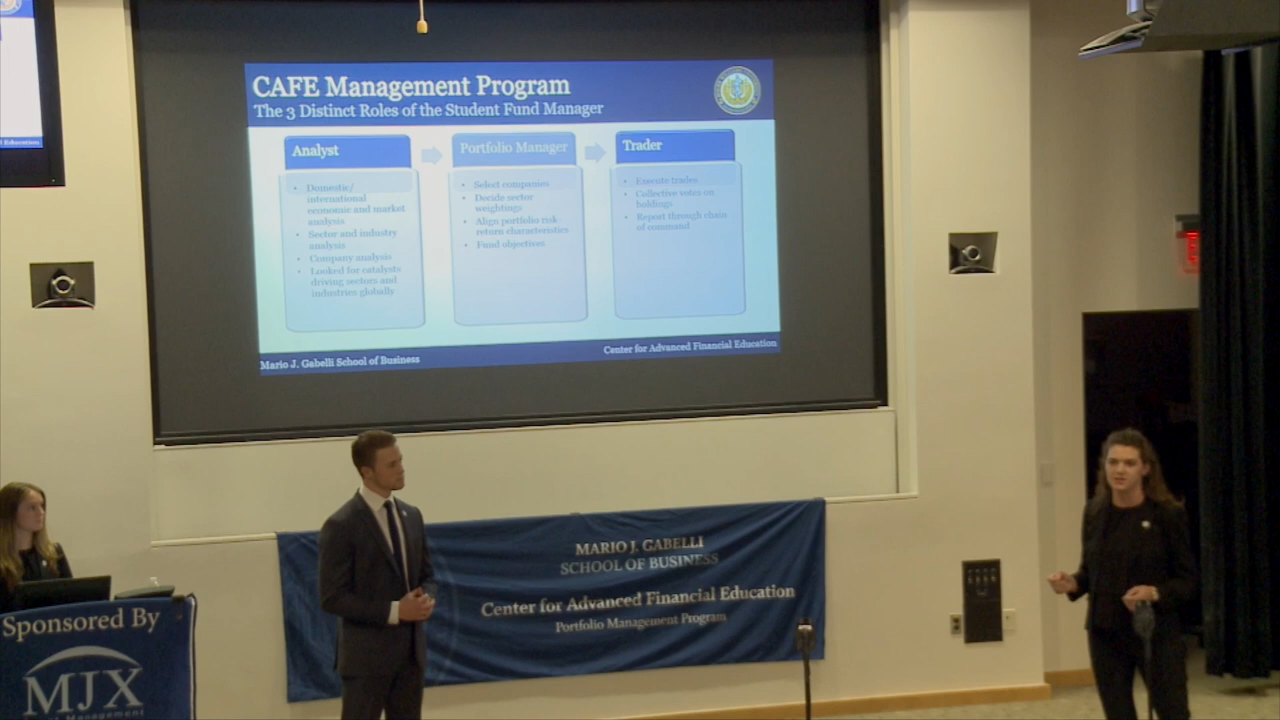 CAFE Management Program
The 3 Distinct Roles of the Student Fund Manager
Analyst
• Domestic/
international
economic and market
analysis
• Sector and industry
analysis
• Company analysis
• Looked for catalysts
driving sectors and
industries globally
Portfolio Manager
• Select companies
• Decide sector
weightings
• Align portfolio risk
return characteristics
• Fund objectives
Trader
• Execute trades
• Collective votes on
holdings
• Report through chain
of command
Mario J. Gabelli School of Business
Center for Advanced Financial Education
Education
MARIO J. GABELLI
SCHOOL OF BUSINESS
Center for Advanced Financial Education
Portfolio Management Program
Sponsored By
MJX
Management